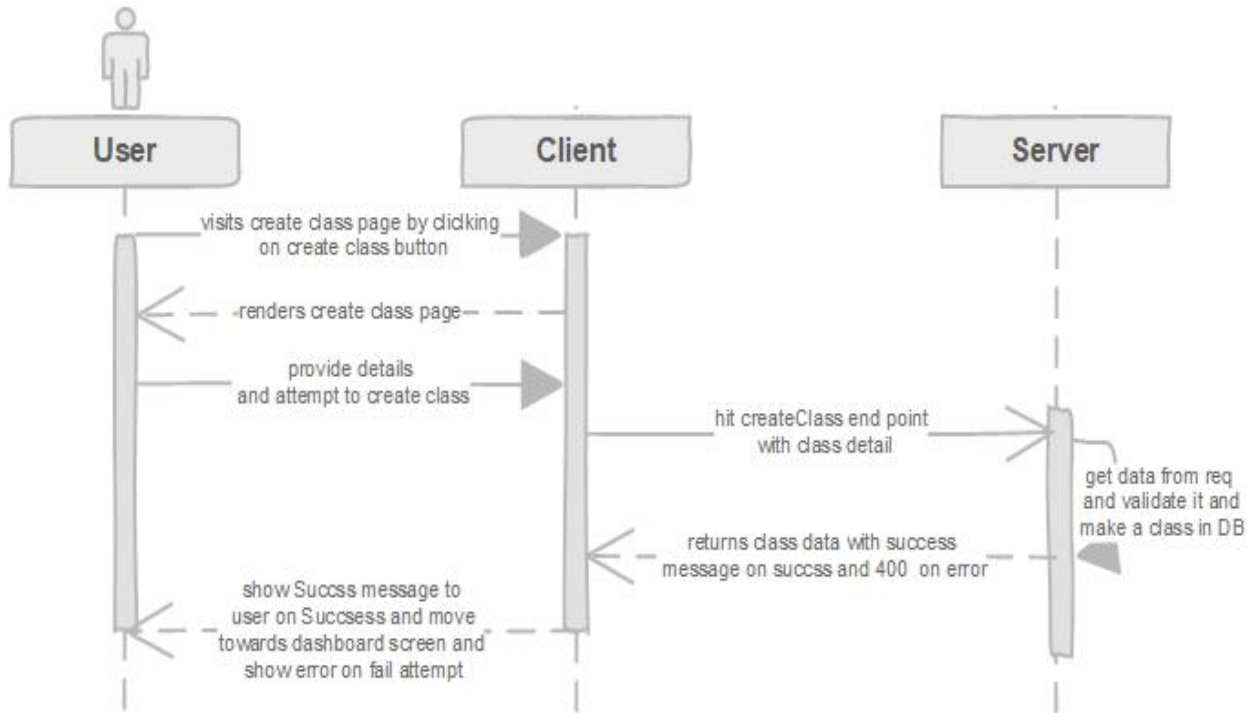 User
Client
Server
visits create class page by cliclking
on create class button
renders create class page
provide details
and attempt to create class
hit createClass end point
with class detail
get data from req
and validate it and
make a class in DB
returns class data with success
message on succss and 400 on error
show Succss message to
user on Succsess and move
towards dashboard screen and
show error on fail attempt